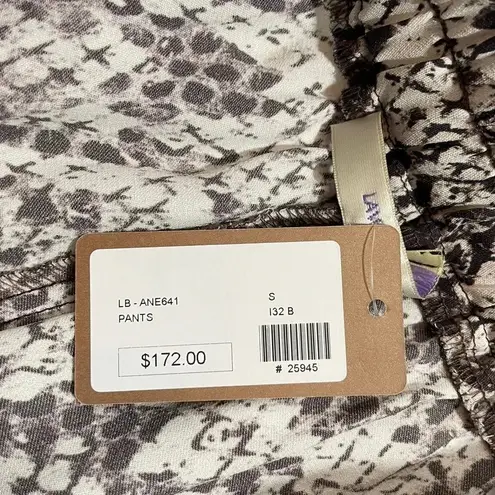 LB - ANE641
PANTS
$172.00
S
I32 B
# 25945